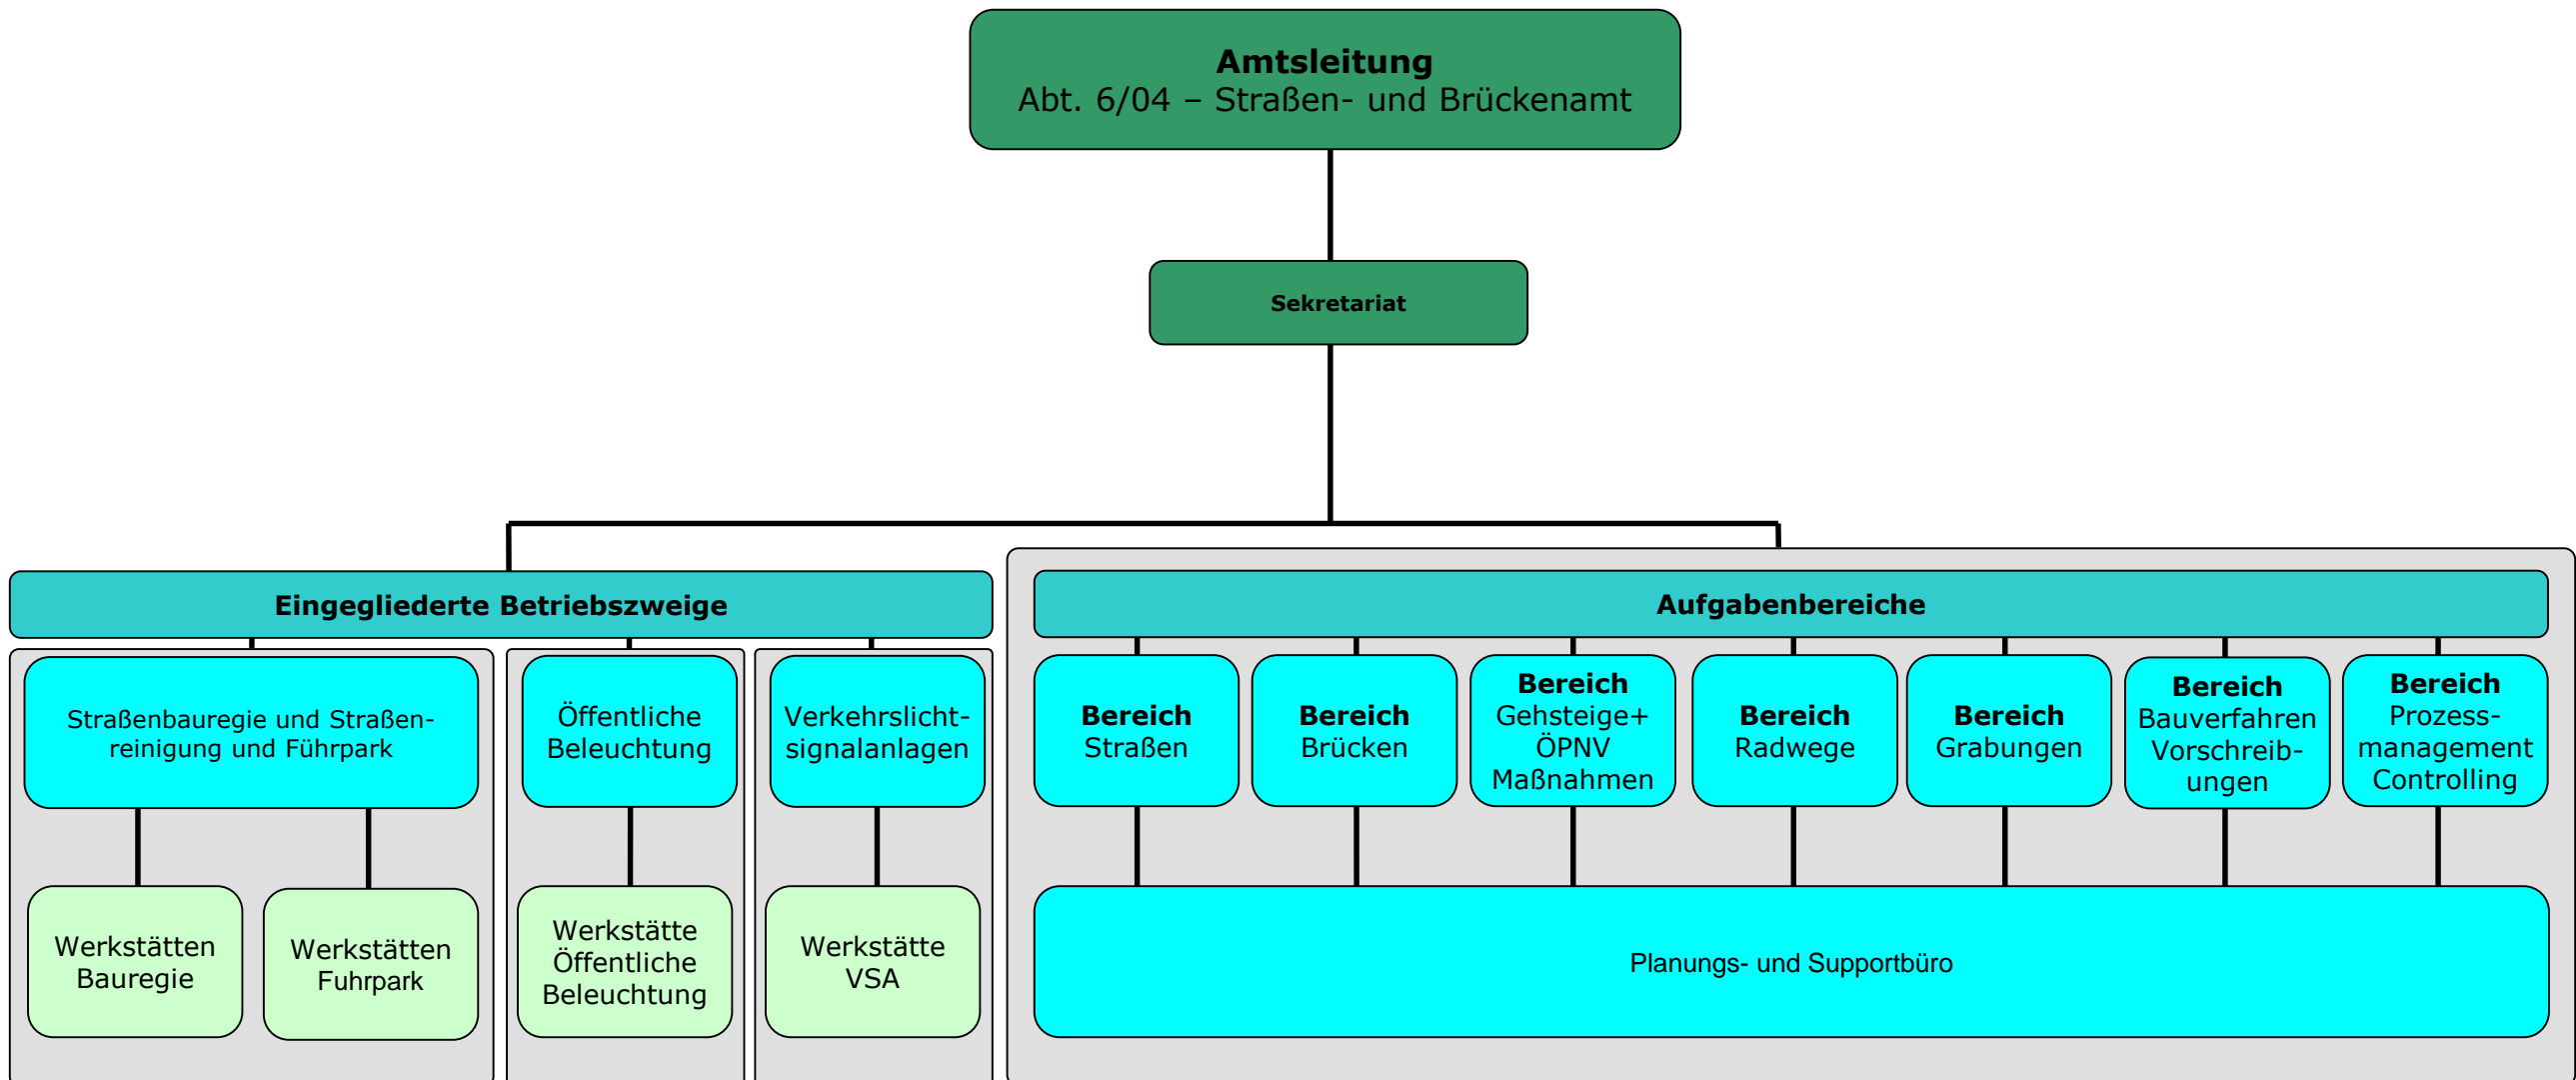 Amtsleitung
Abt. 6/04 – Straßen- und Brückenamt
Sekretariat
Eingegliederte Betriebszweige
Aufgabenbereiche
Straßenbauregie und Straßen-
reinigung und Führpark
Öffentliche
Beleuchtung
Verkehrslicht-
signalanlagen
Bereich
Straßen
Bereich
Brücken
Bereich
Gehsteige+
ÖPNV
Maßnahmen
Bereich
Radwege
Bereich
Grabungen
Bereich
Bauverfahren
Vorschreib-
ungen
Bereich
Prozess-
management
Controlling
Werkstätten
Bauregie
Werkstätten
Fuhrpark
Werkstätte
Öffentliche
Beleuchtung
Werkstätte
VSA
Planungs- und Supportbüro